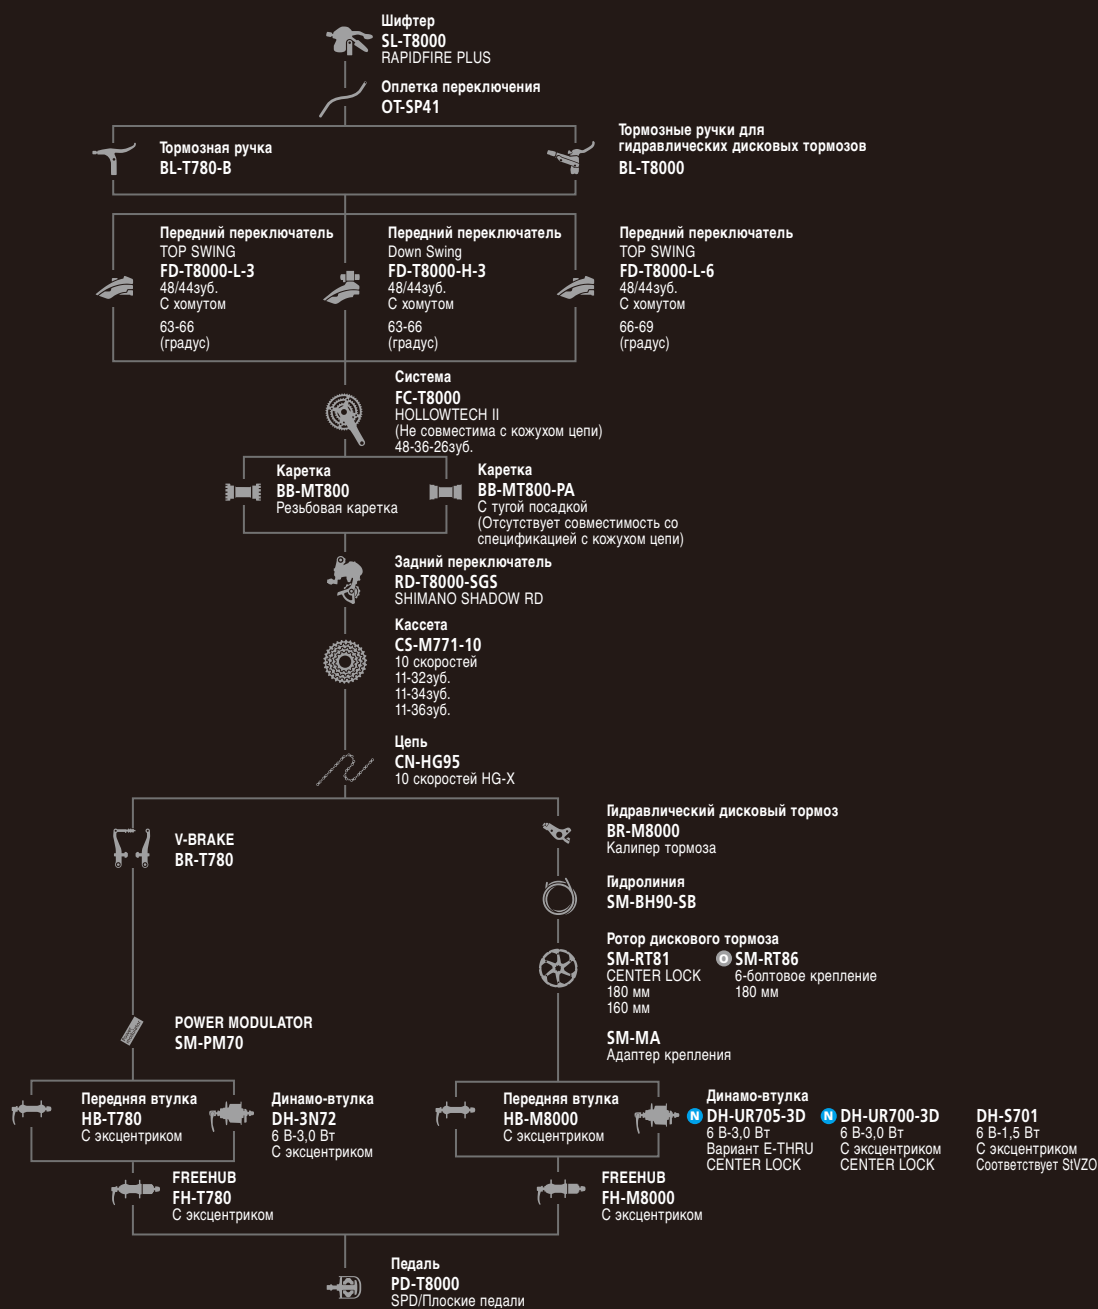 Шифтер
SL-T8000
RAPIDFIRE PLUS
Оплетка переключения
OT-SP41
Тормозная ручка
BL-T780-B
Тормозные ручки для
гидравлических дисковых тормозов
BL-T8000
Передний переключатель
TOP SWING
FD-T8000-L-3
48/44зуб.
С хомутом
63-66
(градус)
Передний переключатель
Down Swing
FD-T8000-H-3
48/44зуб.
С хомутом
63-66
(градус)
Передний переключатель
TOP SWING
FD-T8000-L-6
48/44зуб.
С хомутом
66-69
(градус)
Система
FC-T8000
HOLLOWTECH II
(Не совместима с кожухом цепи)
48-36-26зуб.
Каретка
BB-MT800
Резьбовая каретка
Каретка
BB-MT800-PA
С тугой посадкой
(Отсутствует совместимость со
спецификацией с кожухом цепи)
Задний переключатель
RD-T8000-SGS
SHIMANO SHADOW RD
Кассета
CS-M771-10
10 скоростей
11-32зуб.
11-34зуб.
11-36зуб.
Цепь
CN-HG95
10 скоростей HG-X
V-BRAKE
BR-T780
Гидравлический дисковый тормоз
BR-M8000
Калипер тормоза
Гидролиния
SM-BH90-SB
Ротор дискового тормоза
SM-RT81
CENTER LOCK
180 мм
160 мм
O SM-RT86
6-болтовое крепление
180 мм
POWER MODULATOR
SM-PM70
SM-MA
Адаптер крепления
Передняя втулка
HB-T780
С эксцентриком
Динамо-втулка
DH-3N72
6 В-3,0 Вт
С эксцентриком
Передняя втулка
HB-M8000
С эксцентриком
Динамо-втулка
N DH-UR705-3D
6 В-3,0 Вт
Вариант E-THRU
CENTER LOCK
N DH-UR700-3D
6 В-3,0 Вт
С эксцентриком
CENTER LOCK
DH-S701
6 В-1,5 Вт
С эксцентриком
Соответствует StVZO
FREEHUB
FH-T780
С эксцентриком
FREEHUB
FH-M8000
С эксцентриком
Педаль
PD-T8000
SPD/Плоские педали